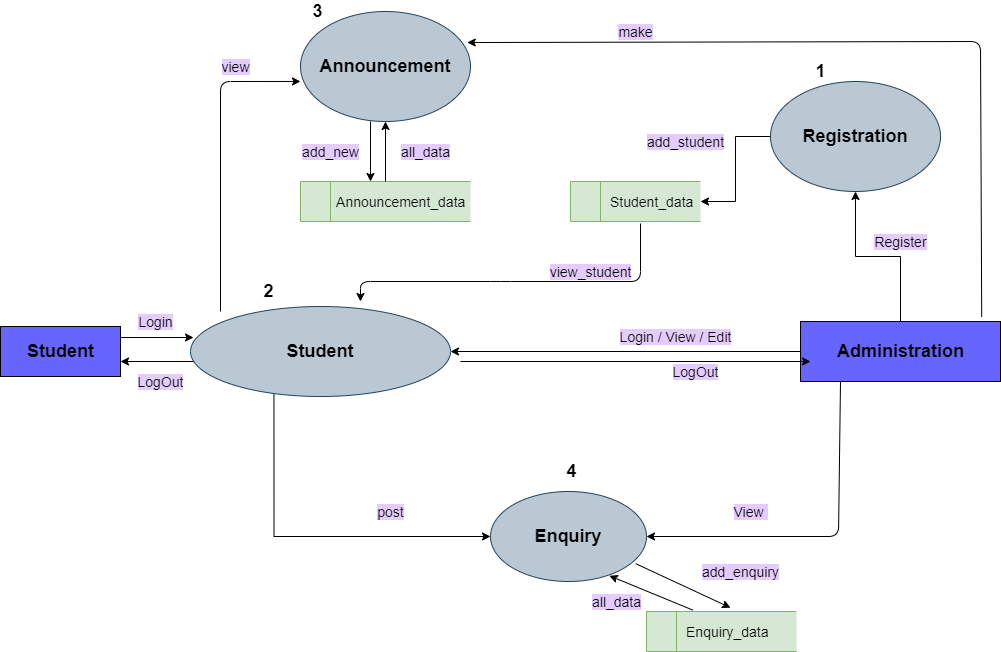 3
make
view
Announcement
1
Registration
add_new
all_data
add_student
Announcement_data
Student_data
Register
view_student
2
Login
Student
Student
LogOut
Login / View / Edit
LogOut
Administration
4
post
View
Enquiry
add_enquiry
all_data
Enquiry_data